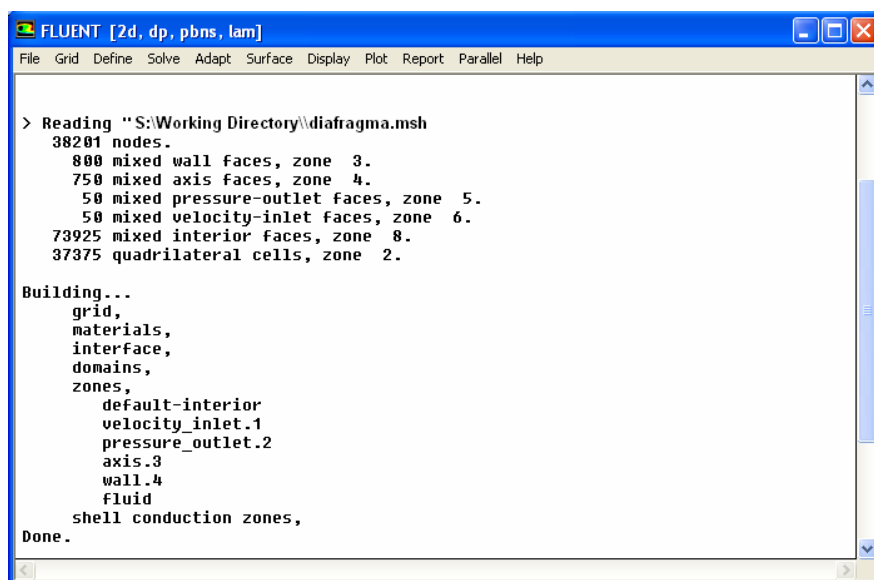 FLUENT [2d, dp, pbns, lam]
File Grid Define Solve Adapt Surface Display Plot Report Parallel Help
> Reading "S:\Working Directory\\diafragma.msh
38201 nodes.
800 mixed wall faces, zone 3.
750 mixed axis faces, zone 4.
50 mixed pressure-outlet faces, zone 5.
50 mixed velocity-inlet faces, zone 6.
73925 mixed interior faces, zone 8.
37375 quadrilateral cells, zone 2.
Building...
grid,
materials,
interface,
domains,
zones,
default-interior
velocity_inlet.1
pressure_outlet.2
axis.3
wall.4
fluid
shell conduction zones,
Done.